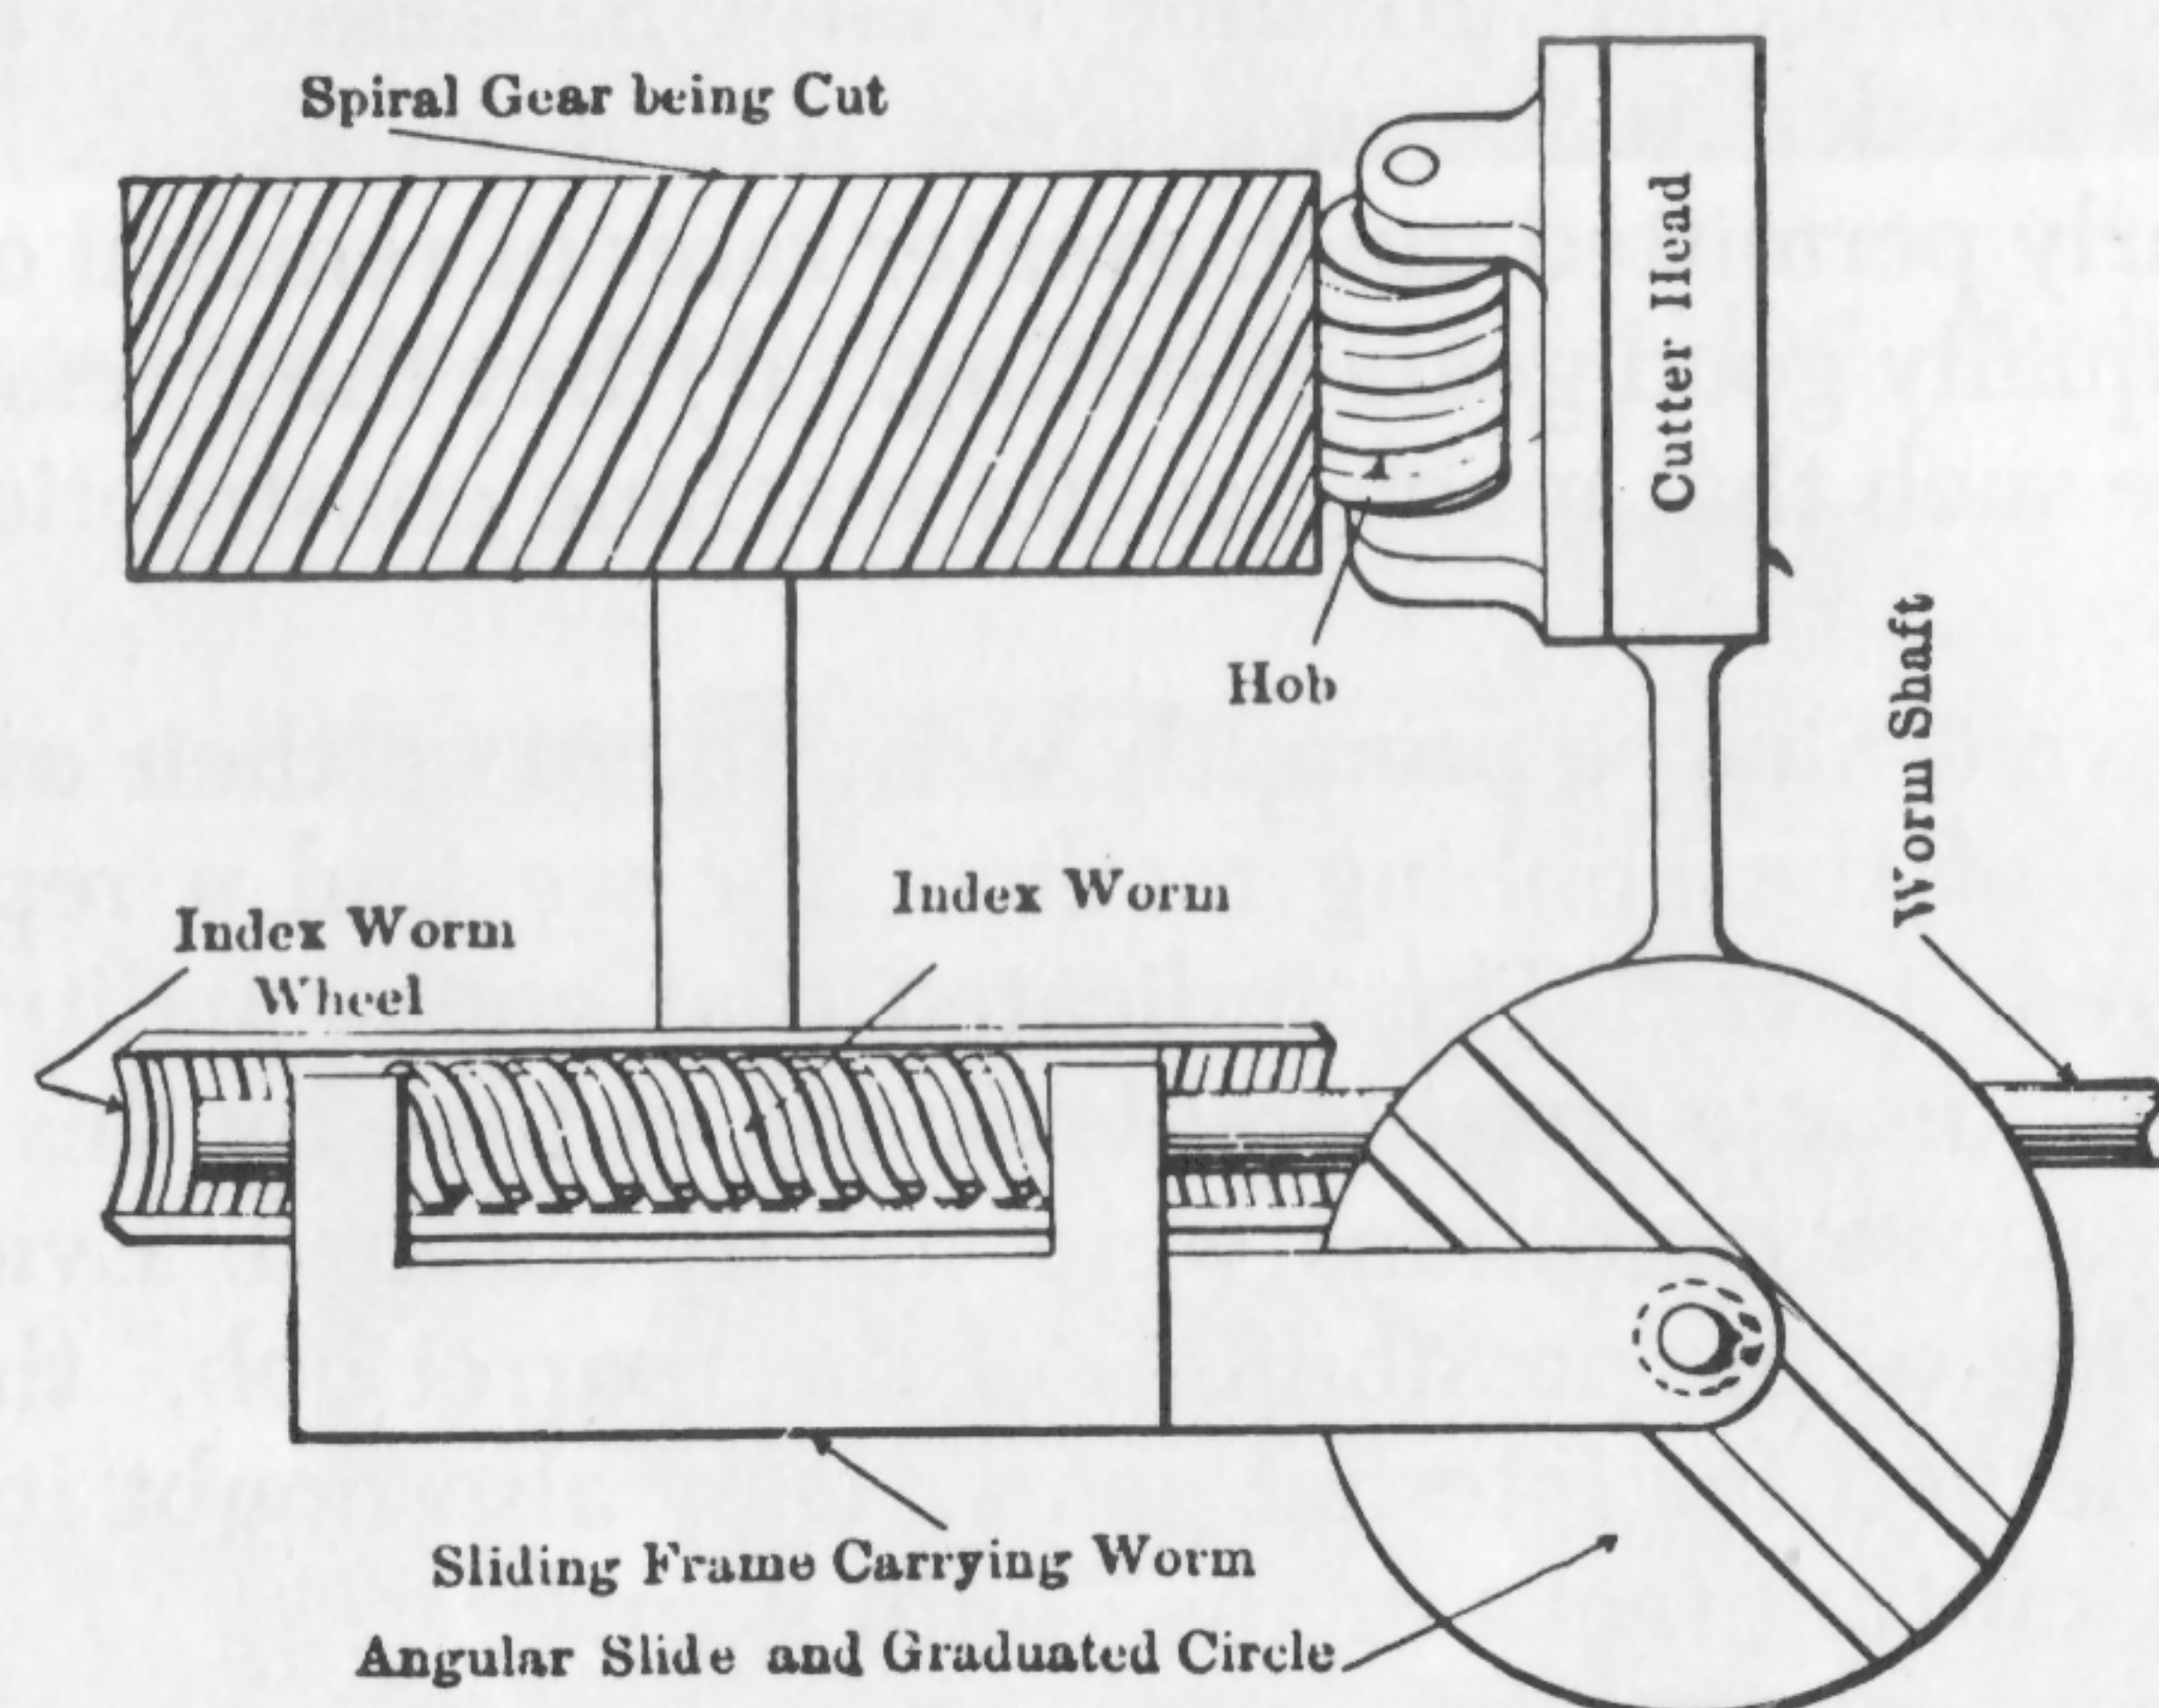 Spiral Gear being Cut
Cutter Head
Hob
Worm Shaft
Index Worm
Index Worm
Wheel
Sliding Frame Carrying Worm
Angular Slide and Graduated Circle